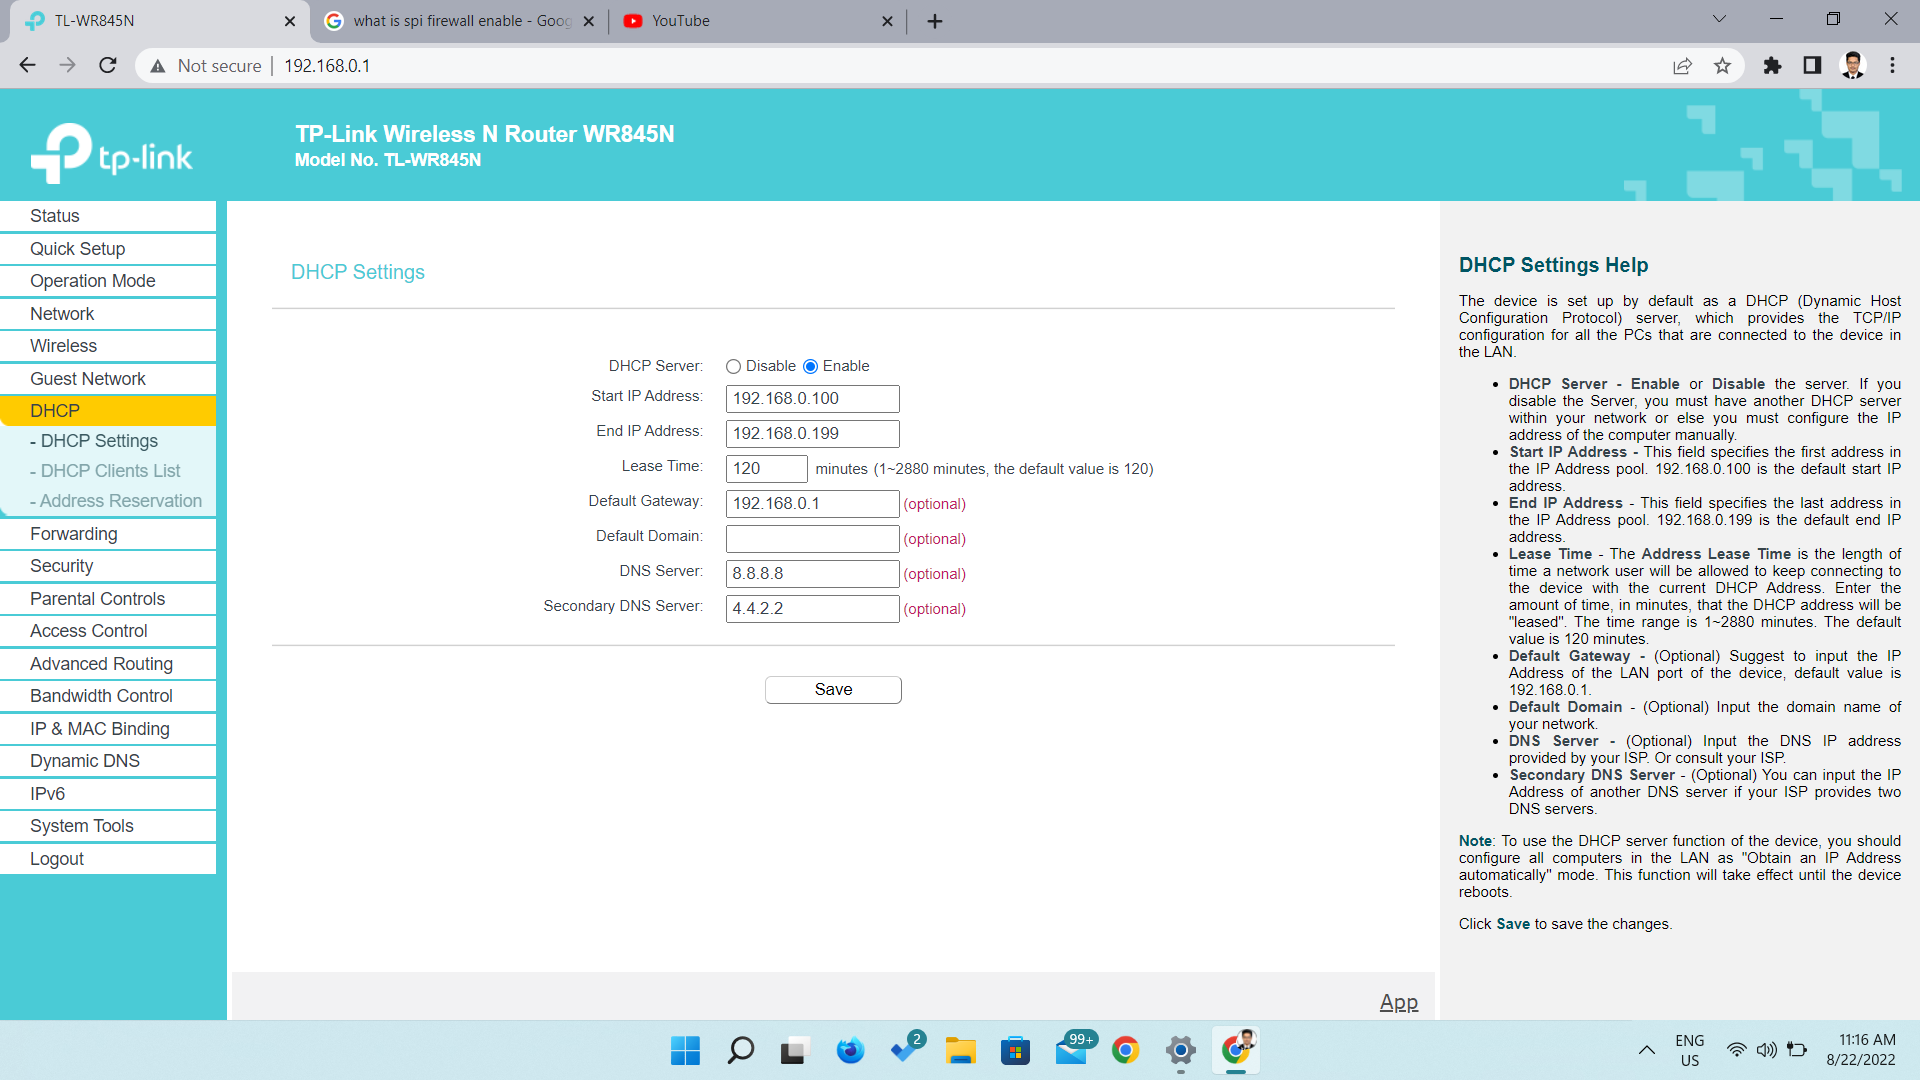 TL-WR845N
what is spi firewall enable - Goog
YouTube
Not secure
192.168.0.1
tp-link
TP-Link Wireless N Router WR845N
Model No. TL-WR845N
Status
Quick Setup
Operation Mode
Network
Wireless
Guest Network
DHCP
- DHCP Settings
- DHCP Clients List
- Address Reservation
Forwarding
Security
Parental Controls
Access Control
Advanced Routing
Bandwidth Control
IP & MAC Binding
Dynamic DNS
IPv6
System Tools
Logout
DHCP Settings
DHCP Server: Disable Enable
Start IP Address: 192.168.0.100
End IP Address: 192.168.0.199
Lease Time: 120 minutes (1~2880 minutes, the default value is 120)
Default Gateway: 192.168.0.1 (optional)
Default Domain: (optional)
DNS Server: 8.8.8.8 (optional)
Secondary DNS Server: 4.4.2.2 (optional)
Save
App
DHCP Settings Help
The device is set up by default as a DHCP (Dynamic Host
Configuration Protocol) server, which provides the TCP/IP
configuration for all the PCs that are connected to the device in
the LAN.
• DHCP Server - Enable or Disable the server. If you
disable the Server, you must have another DHCP server
within your network or else you must configure the IP
address of the computer manually.
• Start IP Address - This field specifies the first address in
the IP Address pool. 192.168.0.100 is the default start IP
address.
• End IP Address - This field specifies the last address in
the IP Address pool. 192.168.0.199 is the default end IP
address.
• Lease Time - The Address Lease Time is the length of
time a network user will be allowed to keep connecting to
the device with the current DHCP Address. Enter the
amount of time, in minutes, that the DHCP address will be
"leased". The time range is 1~2880 minutes. The default
value is 120 minutes.
• Default Gateway - (Optional) Suggest to input the IP
Address of the LAN port of the device, default value is
192.168.0.1.
• Default Domain - (Optional) Input the domain name of
your network.
• DNS Server - (Optional) Input the DNS IP address
provided by your ISP. Or consult your ISP.
• Secondary DNS Server - (Optional) You can input the IP
Address of another DNS server if your ISP provides two
DNS servers.
Note: To use the DHCP server function of the device, you should
configure all computers in the LAN as "Obtain an IP Address
automatically" mode. This function will take effect until the device
reboots.
Click Save to save the changes.
2
99+
ENG
US
11:16 AM
8/22/2022